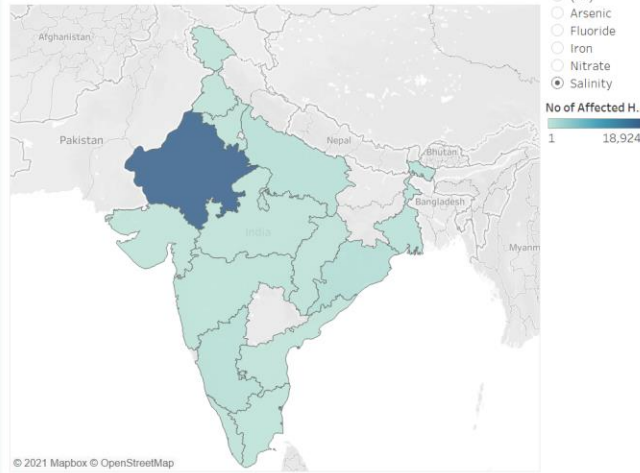 Arsenic
Fluoride
Iron
Nitrate
Salinity
No of Affected H.
1 18,924
Afghanistan
Pakistan
Nepal
Bhutan
Bangladesh
India
Myanm
© 2021 Mapbox © OpenStreetMap